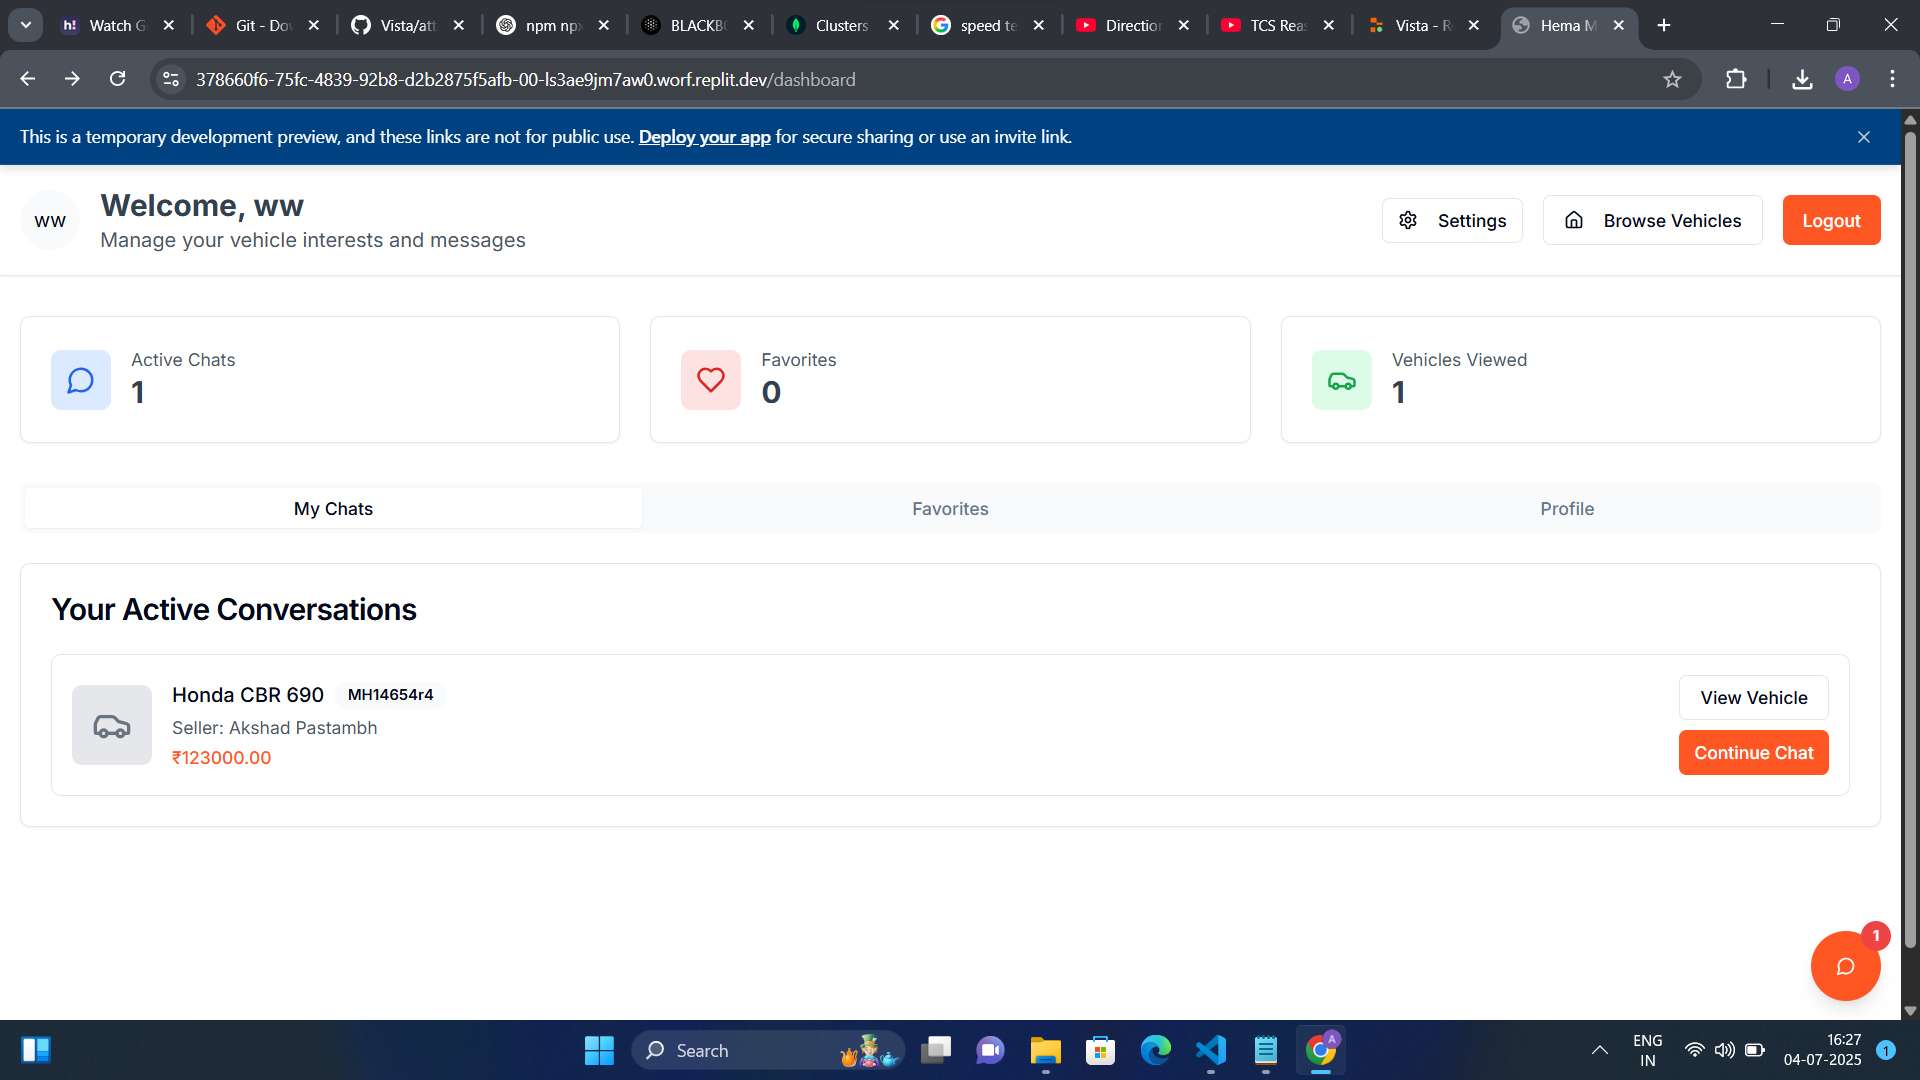 h! Watch G
Git - Do
Vista/att
npm np
BLACKB
Clusters
speed te
Direction
TCS Reas
Vista - R
Hema M
378660f6-75fc-4839-92b8-d2b2875f5afb-00-ls3ae9jm7aw0.worf.replit.dev/dashboard
A
This is a temporary development preview, and these links are not for public use. Deploy your app for secure sharing or use an invite link.
ww
Welcome, ww
Manage your vehicle interests and messages
Settings
Browse Vehicles
Logout
Active Chats
1
Favorites
0
Vehicles Viewed
1
My Chats
Favorites
Profile
Your Active Conversations
Honda CBR 690 MH14654r4
Seller: Akshad Pastambh
₹123000.00
View Vehicle
Continue Chat
1
Search
A
ENG
IN
16:27
04-07-2025
1